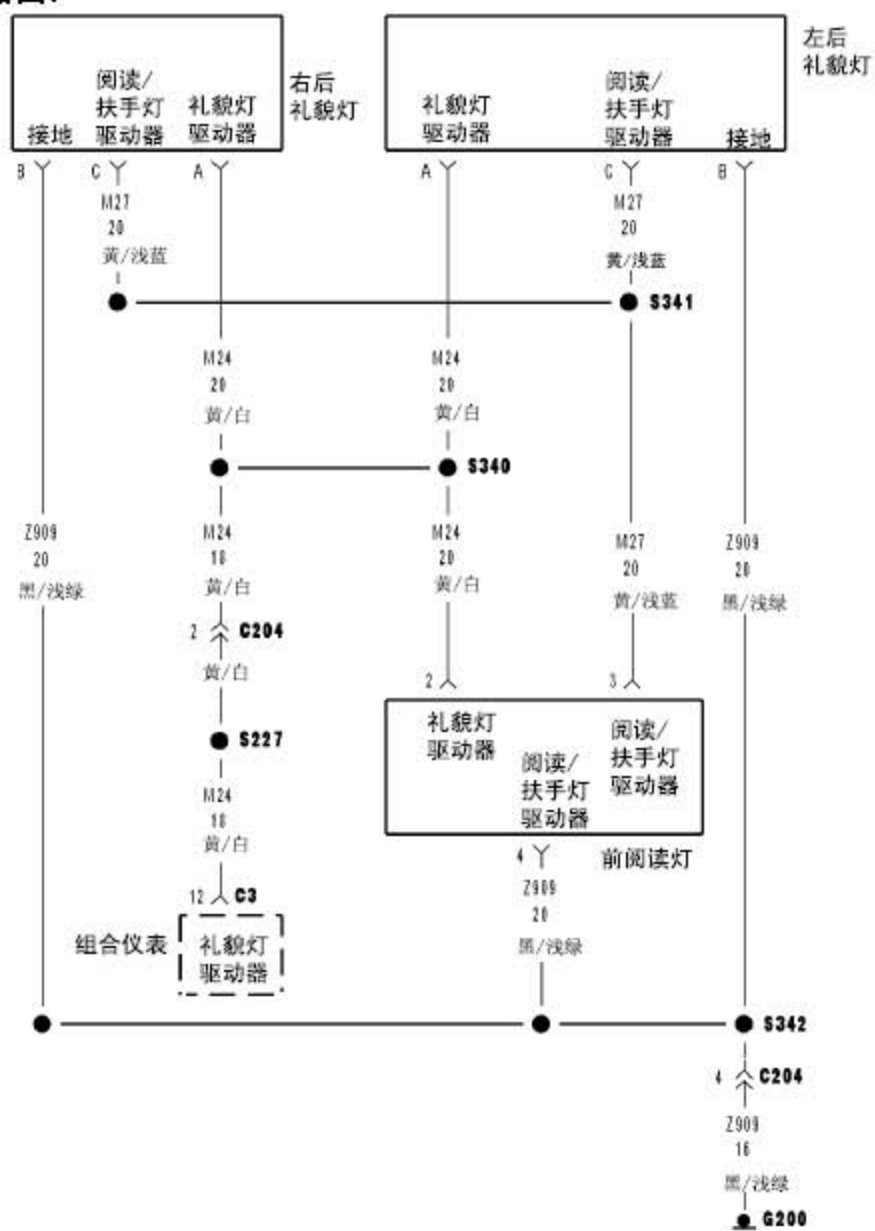 阅读/
扶手灯
驱动器
礼貌灯
驱动器
接地
右后
礼貌灯
礼貌灯
驱动器
阅读/
扶手灯
驱动器
接地
左后
礼貌灯
B
C
A
A
C
B
M27
20
黄/浅蓝
M27
20
黄/浅蓝
S341
M24
20
黄/白
M24
20
黄/白
S340
Z909
20
黑/浅绿
M24
18
黄/白
M24
20
黄/白
M27
20
黄/浅蓝
Z909
20
黑/浅绿
2
C204
黄/白
2
3
S227
礼貌灯
驱动器
阅读/
扶手灯
驱动器
阅读/
扶手灯
驱动器
M24
18
黄/白
4
前阅读灯
12
C3
Z909
20
黑/浅绿
组合仪表
礼貌灯
驱动器
S342
4
C204
Z909
16
黑/浅绿
G200